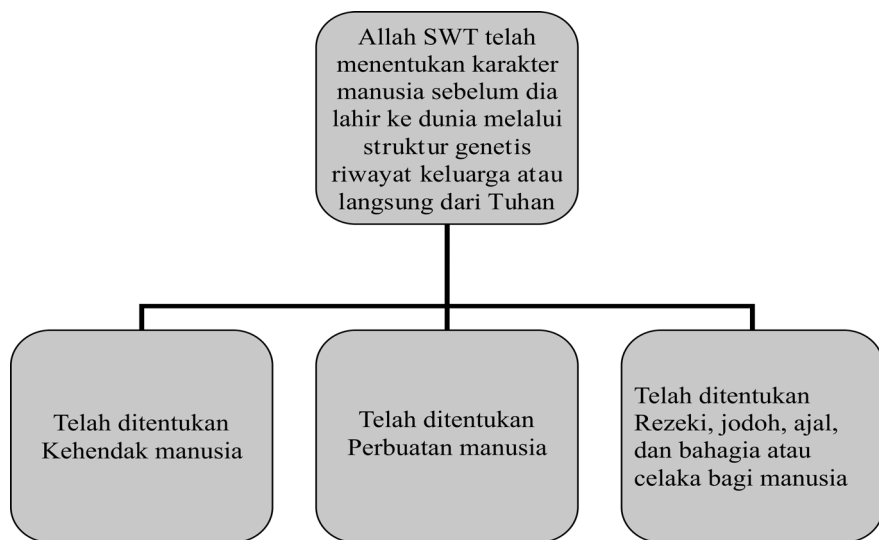 Allah SWT telah
menentukan karakter
manusia sebelum dia
lahir ke dunia melalui
struktur genetis
riwayat keluarga atau
langsung dari Tuhan
Telah ditentukan
Kehendak manusia
Telah ditentukan
Perbuatan manusia
Telah ditentukan
Rezeki, jodoh, ajal,
dan bahagia atau
celaka bagi manusia